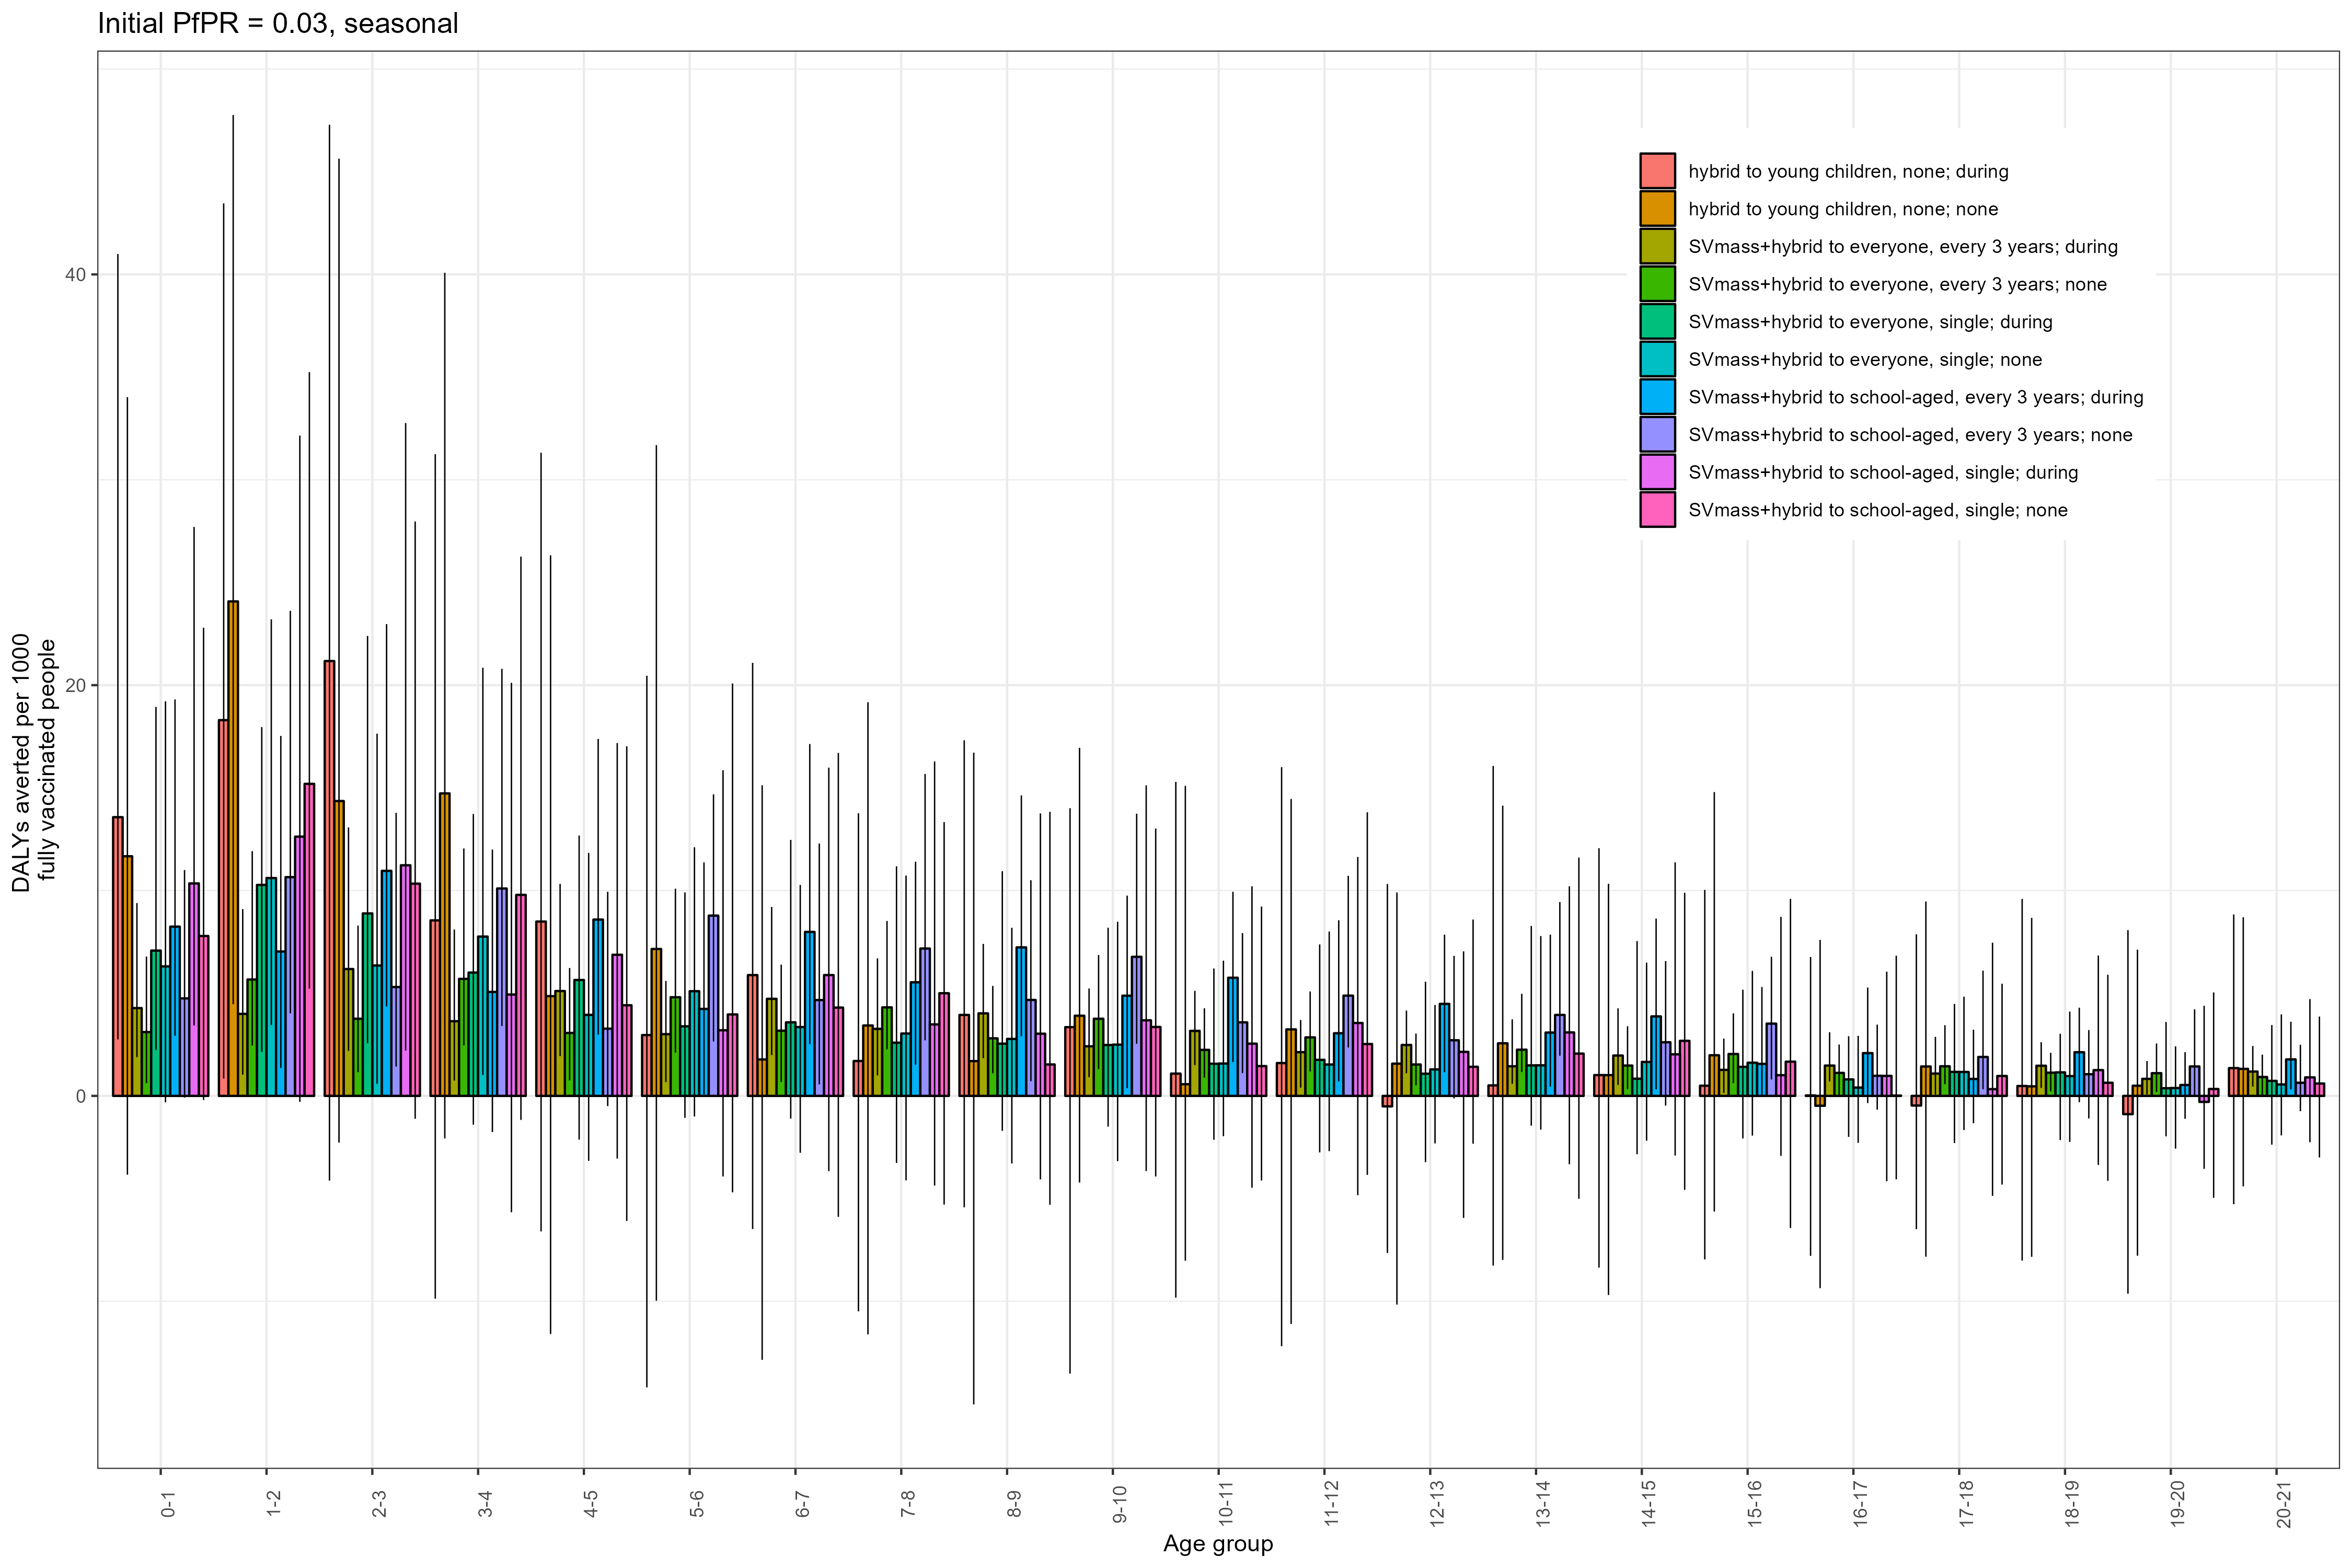 Initial PfPR = 0.03, seasonal
DALYs averted per 1000
fully vaccinated people
40
20
0
hybrid to young children, none; during
hybrid to young children, none; none
SVmass+hybrid to everyone, every 3 years; during
SVmass+hybrid to everyone, every 3 years; none
SVmass+hybrid to everyone, single; during
SVmass+hybrid to everyone, single; none
SVmass+hybrid to school-aged, every 3 years; during
SVmass+hybrid to school-aged, every 3 years; none
SVmass+hybrid to school-aged, single; during
SVmass+hybrid to school-aged, single; none
0-1
1-2
2-3
3-4
4-5
5-6
6-7
7-8
8-9
9-10
10-11
11-12
12-13
13-14
14-15
15-16
16-17
17-18
18-19
19-20
20-21
Age group